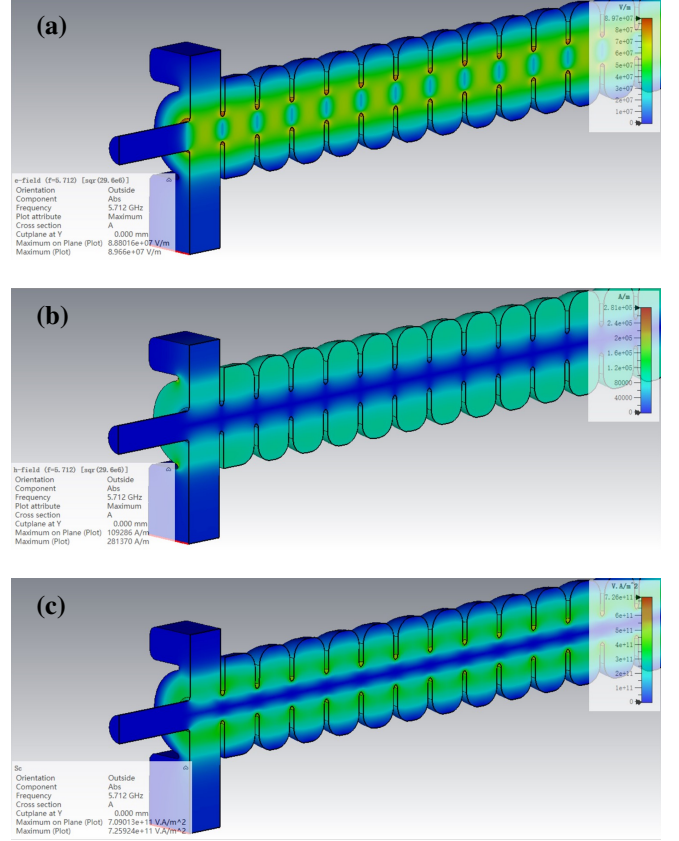 (a)
V/m
8.97e+07
8e+07
7e+07
6e+07
5e+07
4e+07
3e+07
2e+07
1e+07
0
e-field (f=5.712) [sqr(29.6e6)]
Orientation Outside
Component Abs
Frequency 5.712 GHz
Plot attribute Maximum
Cross section A
Cutplane at Y 0.000 mm
Maximum on Plane (Plot) 8.88016e+07 V/m
Maximum (Plot) 8.966e+07 V/m
(b)
A/m
2.81e+05
2.4e+05
2e+05
1.6e+05
1.2e+05
80000
40000
0
h-field (f=5.712) [sqr(29.6e6)]
Orientation Outside
Component Abs
Frequency 5.712 GHz
Plot attribute Maximum
Cross section A
Cutplane at Y 0.000 mm
Maximum on Plane (Plot) 109286 A/m
Maximum (Plot) 281370 A/m
(c)
V.A/m^2
7.26e+11
6e+11
5e+11
4e+11
3e+11
2e+11
1e+11
0
Sc
Orientation Outside
Component Abs
Frequency 5.712 GHz
Cross section A
Cutplane at Y 0.000 mm
Maximum on Plane (Plot) 7.09013e+11 V.A/m^2
Maximum (Plot) 7.25924e+11 V.A/m^2